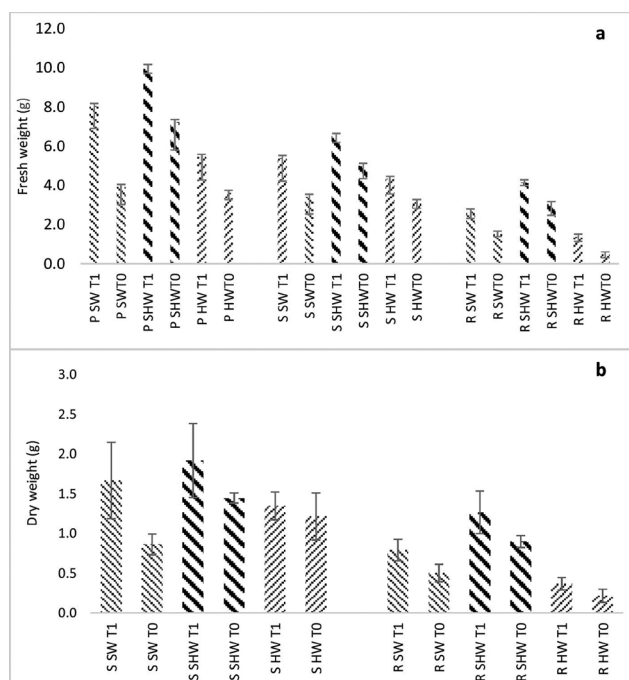 a
Fresh weight (g)
12.0
10.0
8.0
6.0
4.0
2.0
0.0
P SW T1
P SWT0
P SHW T1
P SHWT0
P HW T1
P HWT0
S SW T1
S SWT0
S SHW T1
S SHWT0
S HW T1
S HWT0
R SW T1
R SWT0
R SHW T1
R SHWT0
R HW T1
R HWT0
b
Dry weight (g)
3.0
2.5
2.0
1.5
1.0
0.5
0.0
S SW T1
S SW T0
S SHW T1
S SHW T0
S HW T1
S HW T0
R SW T1
R SW T0
R SHW T1
R SHW T0
R HW T1
R HW T0